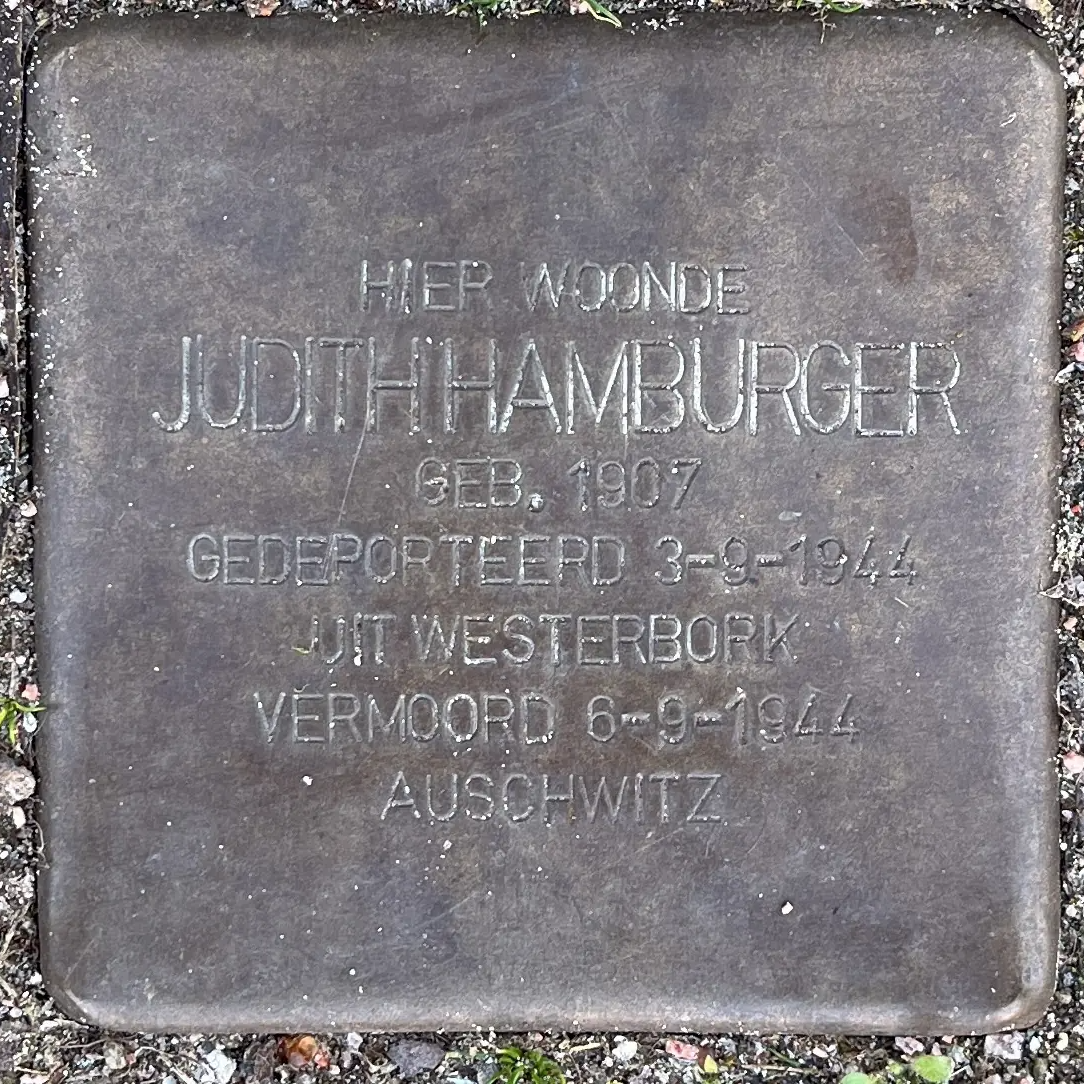 HIER WOONDE
JUDITH HAMBURGER
GEB. 1907
GEDEPORTEERD 3-9-1944
UIT WESTERBORK
VERMOORD 6-9-1944
AUSCHWITZ